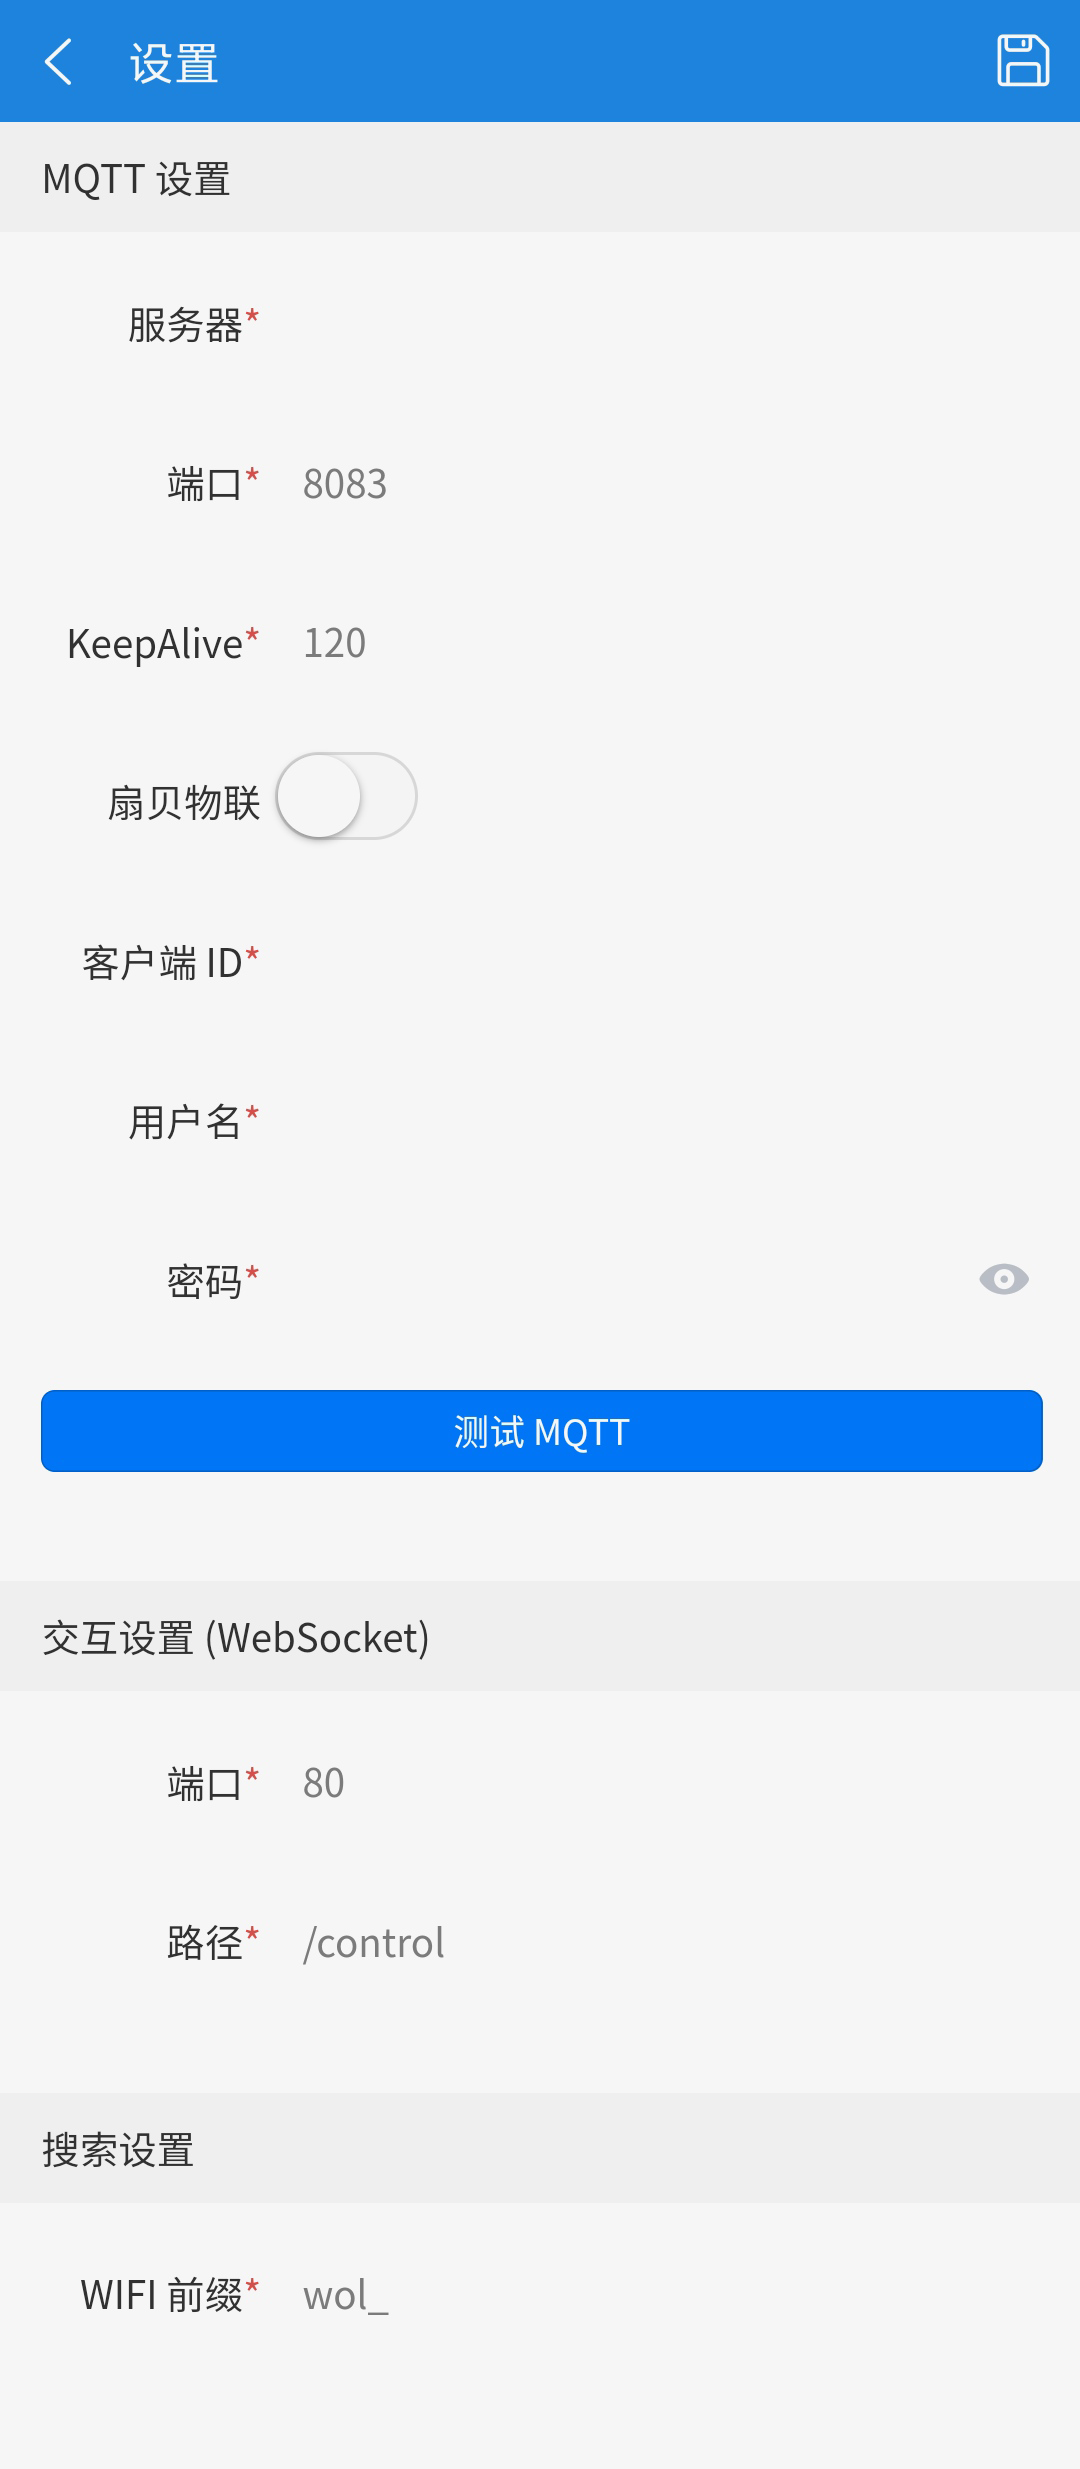 设置
MQTT 设置
服务器*
端口* 8083
KeepAlive* 120
扇贝物联
客户端 ID*
用户名*
密码*
测试 MQTT
交互设置 (WebSocket)
端口* 80
路径* /control
搜索设置
WIFI 前缀* wol_